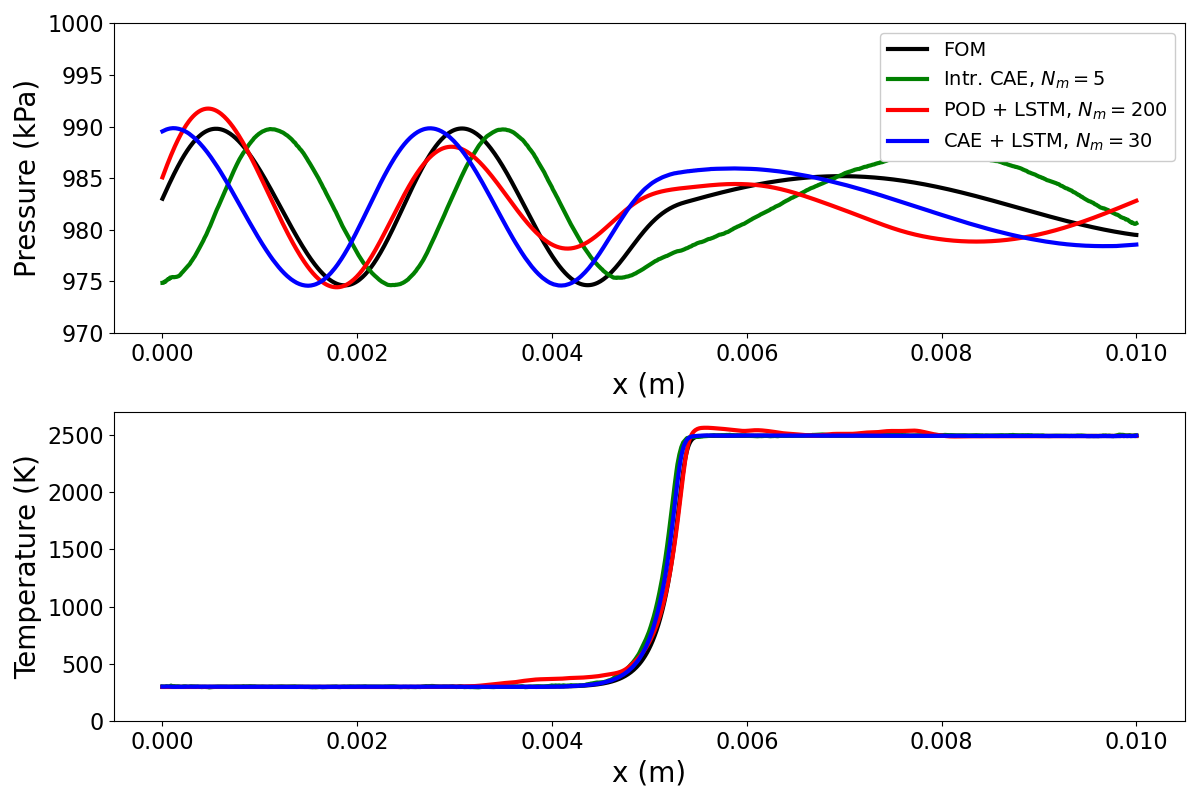 1000
995
990
985
980
975
970
Pressure (kPa)
FOM
Intr. CAE, $N_m = 5$
POD + LSTM, $N_m = 200$
CAE + LSTM, $N_m = 30$
0.000 0.002 0.004 0.006 0.008 0.010
x (m)
2500
2000
1500
1000
500
0
Temperature (K)
0.000 0.002 0.004 0.006 0.008 0.010
x (m)